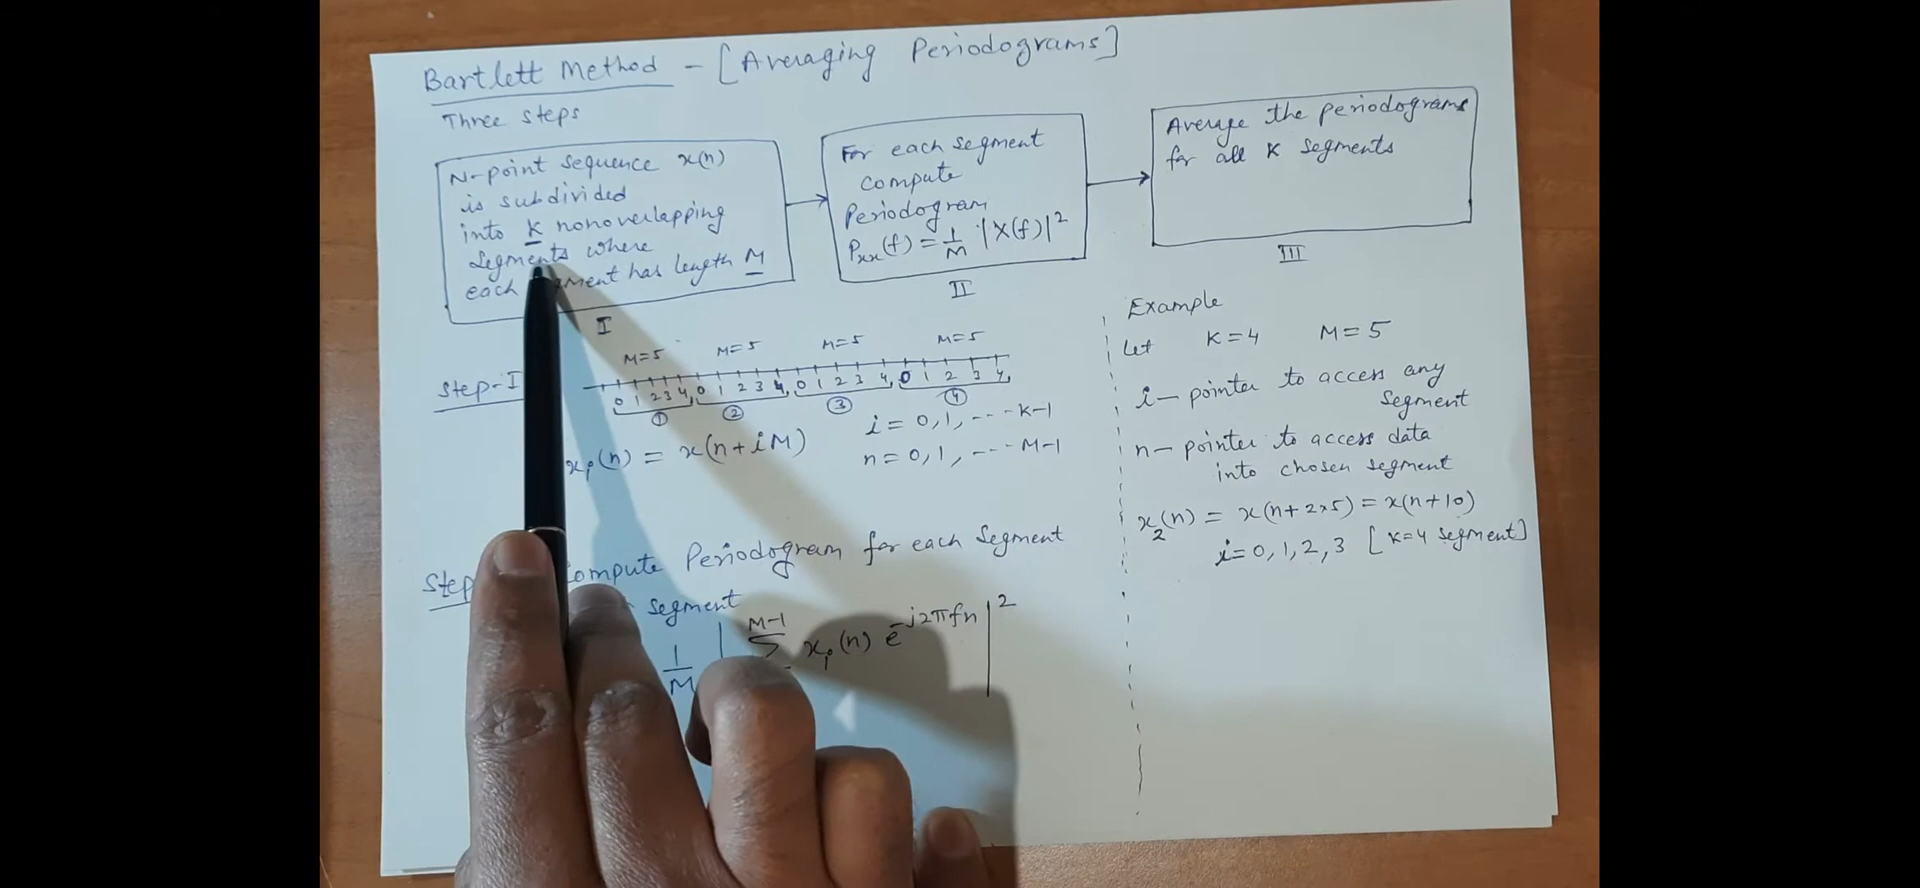 Bartlett Method - [Averaging Periodograms]
Three steps
N-point sequence x(n)
is subdivided
into K nonoverlapping
segments where
each segment has length M
I
For each segment
compute
Periodogram
Pxx(f) = 1/M |X(f)|²
II
Average the periodograms
for all K segments
III
Step-I
M=5 M=5 M=5 M=5
0 1 2 3 4, 0 1 2 3 4, 0 1 2 3 4, 0 1 2 3 4,
① ② ③ ④
xi(n) = x(n+iM)
i = 0,1, --- K-1
n = 0,1, --- M-1
Step Compute Periodogram for each Segment
segment
1/M | Σ M-1 xi(n) e^-j2πfn |²
Example
Let K=4 M=5
i- pointer to access any
segment
n- pointer to access data
into chosen segment
x₂(n) = x(n+2×5) = x(n+10)
i=0,1,2,3 [K=4 segment]